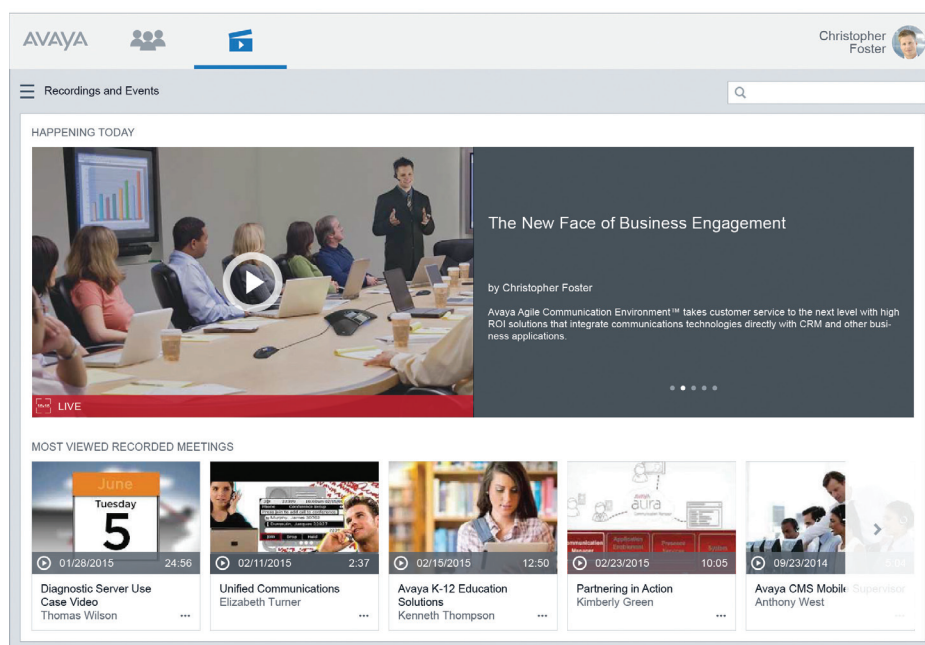 AVAYA
Christopher
Foster
Recordings and Events
HAPPENING TODAY
The New Face of Business Engagement
by Christopher Foster
Avaya Agile Communication Environment™ takes customer service to the next level with high
ROI solutions that integrate communications technologies directly with CRM and other busi-
ness applications.
LIVE
MOST VIEWED RECORDED MEETINGS
June
Tuesday
5
AVAYA
aura
01/28/2015 24:56
02/11/2015 2:37
02/15/2015 12:50
02/23/2015 10:05
09/23/2014 5:04
Diagnostic Server Use
Case Video
Thomas Wilson
Unified Communications
Elizabeth Turner
Avaya K-12 Education
Solutions
Kenneth Thompson
Partnering in Action
Kimberly Green
Avaya CMS Mobile Supervisor
Anthony West